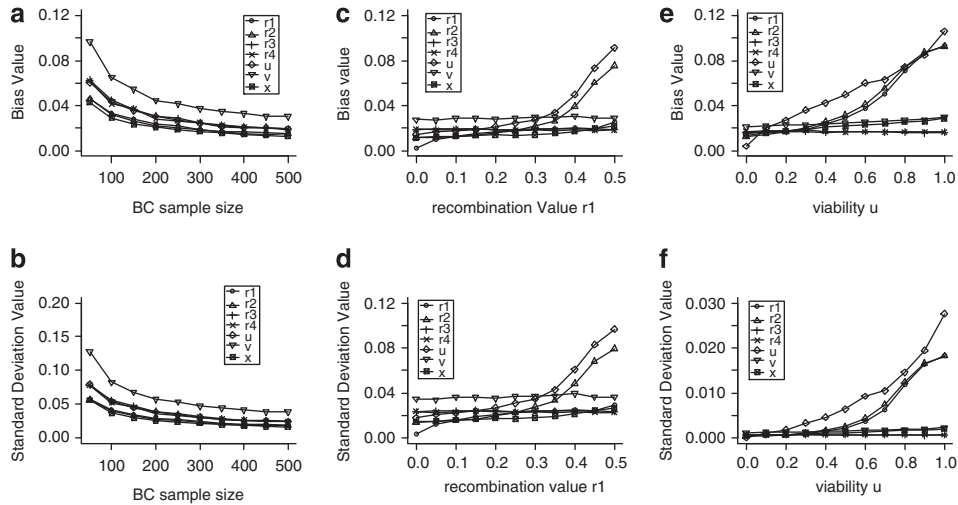 a
0.12
0.08
0.04
0.00
Bias Value
r1
r2
r3
r4
u
v
x
100 200 300 400 500
BC sample size
c
0.12
0.08
0.04
0.00
Bias value
r1
r2
r3
r4
u
v
x
0.0 0.1 0.2 0.3 0.4 0.5
recombination Value r1
e
0.12
0.08
0.04
0.00
Bias Value
r1
r2
r3
r4
u
v
x
0.0 0.2 0.4 0.6 0.8 1.0
viability u
b
0.20
0.15
0.10
0.05
0.00
Standard Deviation Value
r1
r2
r3
r4
u
v
x
100 200 300 400 500
BC sample size
d
0.12
0.08
0.04
0.00
Standard Deviation Value
r1
r2
r3
r4
u
v
x
0.0 0.1 0.2 0.3 0.4 0.5
recombination value r1
f
0.030
0.020
0.010
0.000
Standard Deviation Value
r1
r2
r3
r4
u
v
x
0.0 0.2 0.4 0.6 0.8 1.0
viability u